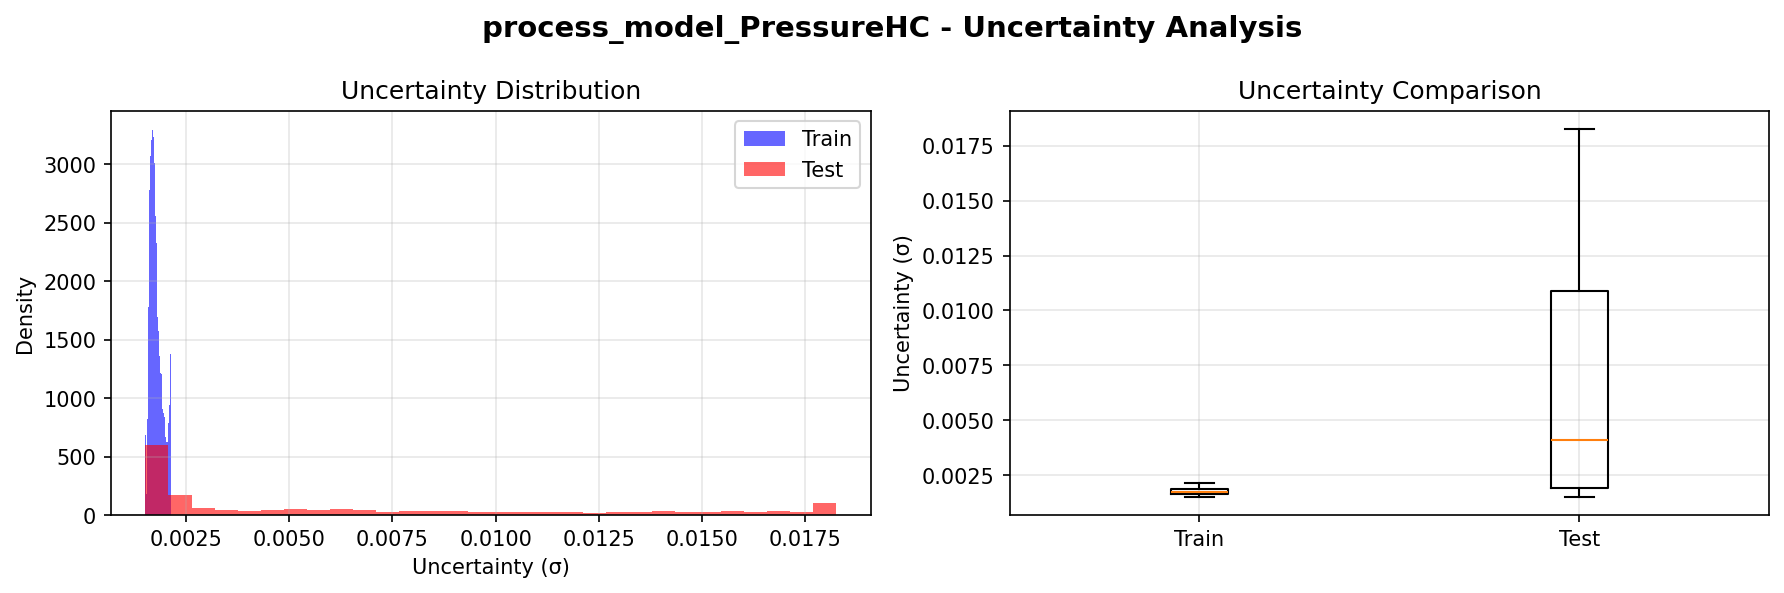 process_model_PressureHC - Uncertainty Analysis
Uncertainty Distribution
Density
3000
2500
2000
1500
1000
500
0
Train
Test
0.0025 0.0050 0.0075 0.0100 0.0125 0.0150 0.0175
Uncertainty (σ)
Uncertainty Comparison
Uncertainty (σ)
0.0175
0.0150
0.0125
0.0100
0.0075
0.0050
0.0025
Train Test